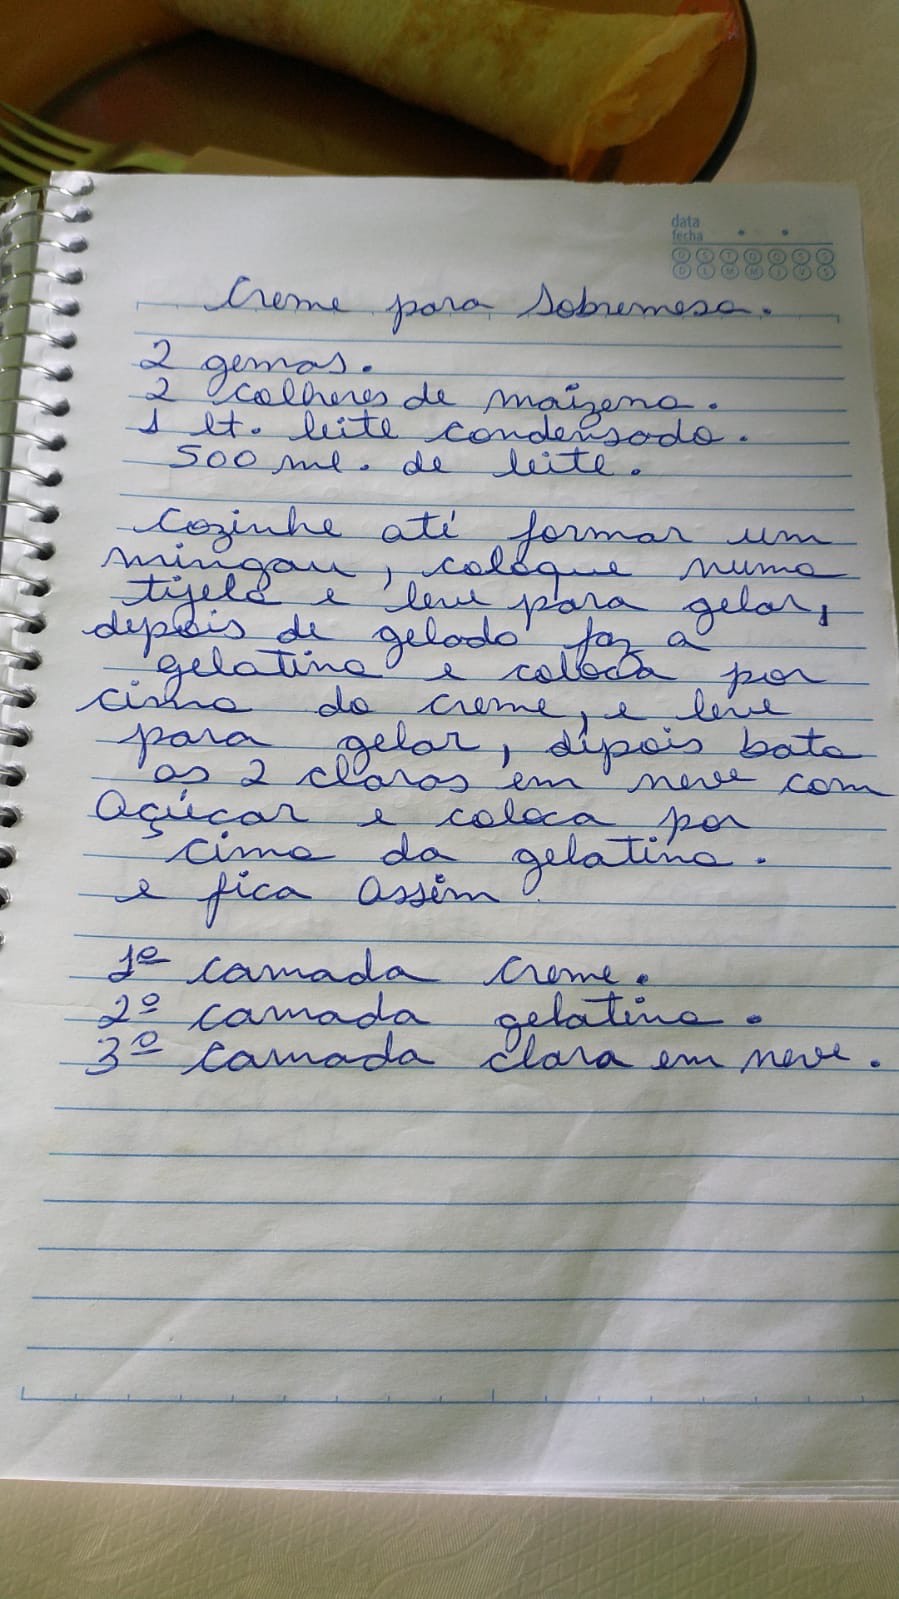 data
fecha
D S T Q Q S S
D L M M J V S
Creme para Sobremesa.
2 gemas.
2 colheres de maizena.
1 lt. leite condensado.
500 ml. de leite.
Cozinhe até formar um
mingau, coloque numa
tijela e leve para gelar,
depois de gelado faz a
gelatina e coloca por
cima do creme, e leve
para gelar, depois bata
as 2 claras em neve com
açúcar e coloca por
cima da gelatina.
e fica assim
1º camada creme.
2º camada gelatina.
3º camada clara em neve.